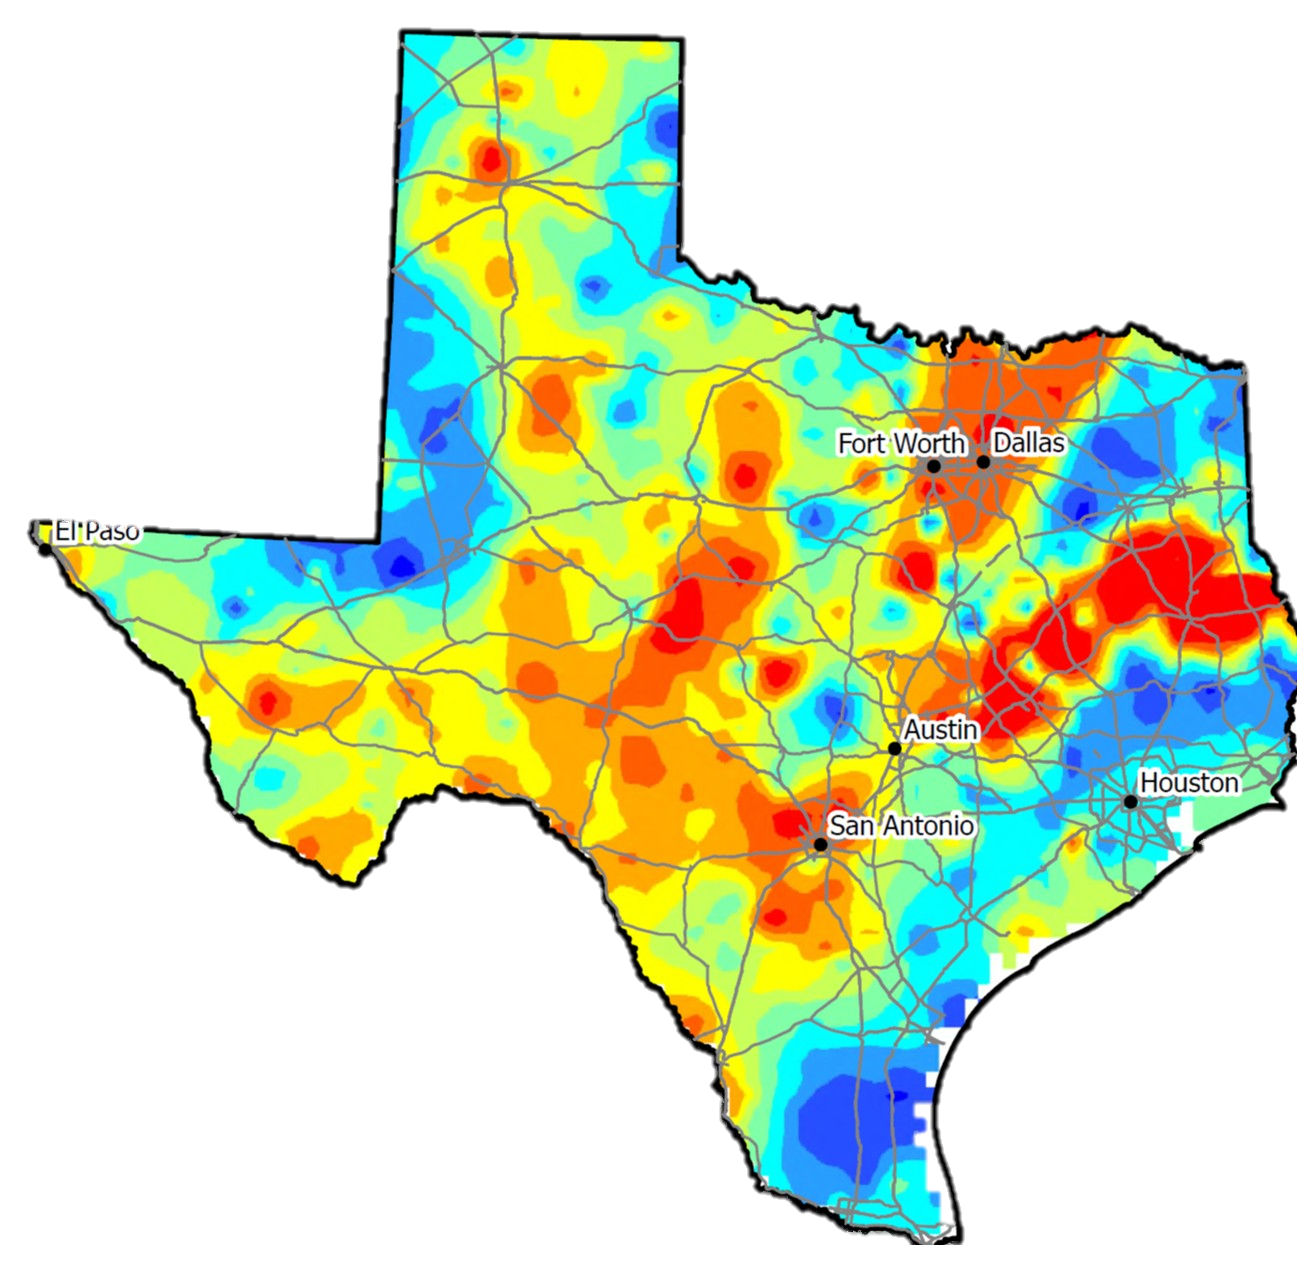 Fort Worth
Dallas
El Paso
Austin
Houston
San Antonio